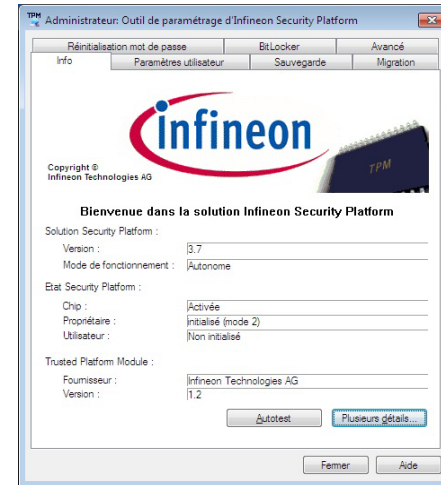 TPM
Administrateur: Outil de paramétrage d'Infineon Security Platform
Réinitialisation mot de passe BitLocker Avancé
Info Paramètres utilisateur Sauvegarde Migration
infineon
TPM
Copyright ©
Infineon Technologies AG
Bienvenue dans la solution Infineon Security Platform
Solution Security Platform :
Version : 3.7
Mode de fonctionnement : Autonome
Etat Security Platform :
Chip : Activée
Propriétaire : initialisé (mode 2)
Utilisateur : Non initialisé
Trusted Platform Module :
Fournisseur : Infineon Technologies AG
Version : 1.2
Autotest Plusieurs détails...
Fermer Aide